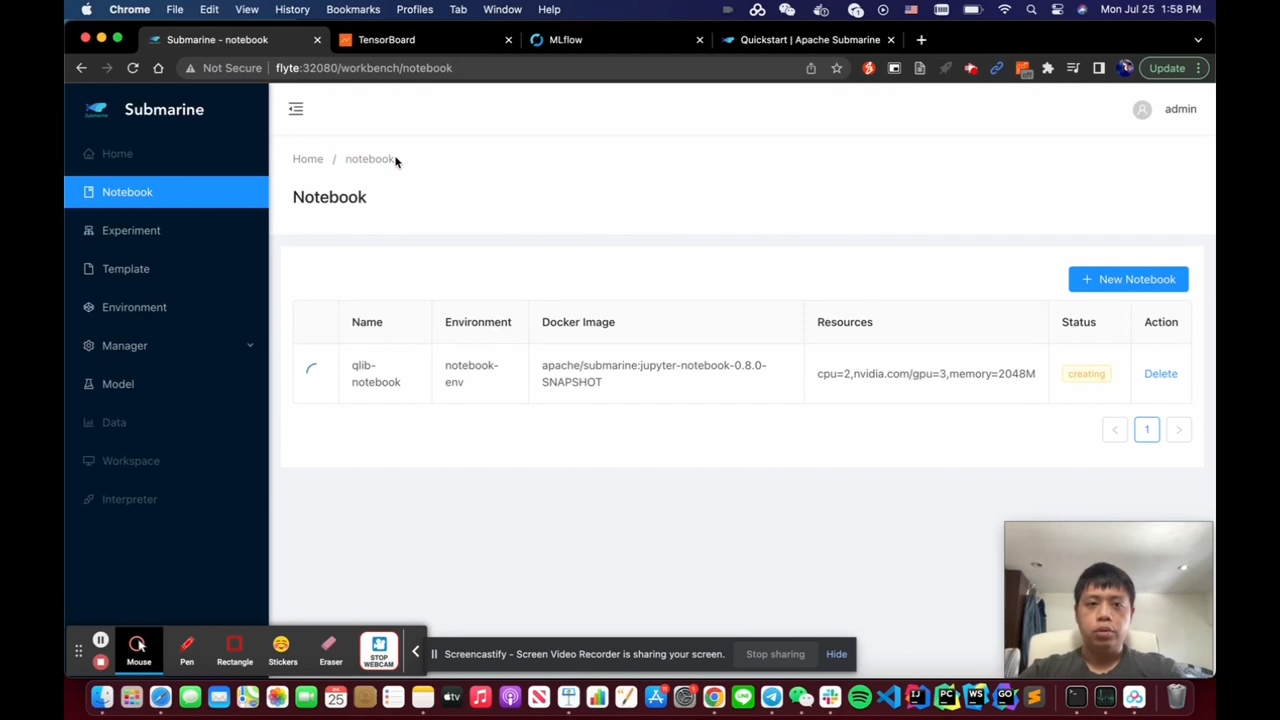 Chrome File Edit View History Bookmarks Profiles Tab Window Help Mon Jul 25 1:58 PM
Submarine - notebook TensorBoard MLflow Quickstart | Apache Submarine
Not Secure flyte:32080/workbench/notebook Update
Submarine
admin
Home
Notebook
Experiment
Template
Environment
Manager
Model
Data
Workspace
Interpreter
Home / notebook
Notebook
+ New Notebook
Name Environment Docker Image Resources Status Action
qlib-
notebook
notebook-
env
apache/submarine:jupyter-notebook-0.8.0-
SNAPSHOT
cpu=2,nvidia.com/gpu=3,memory=2048M
creating
Delete
< 1 >
Mouse Pen Rectangle Stickers Eraser
STOP
WEBCAM
Screencastify - Screen Video Recorder is sharing your screen. Stop sharing Hide